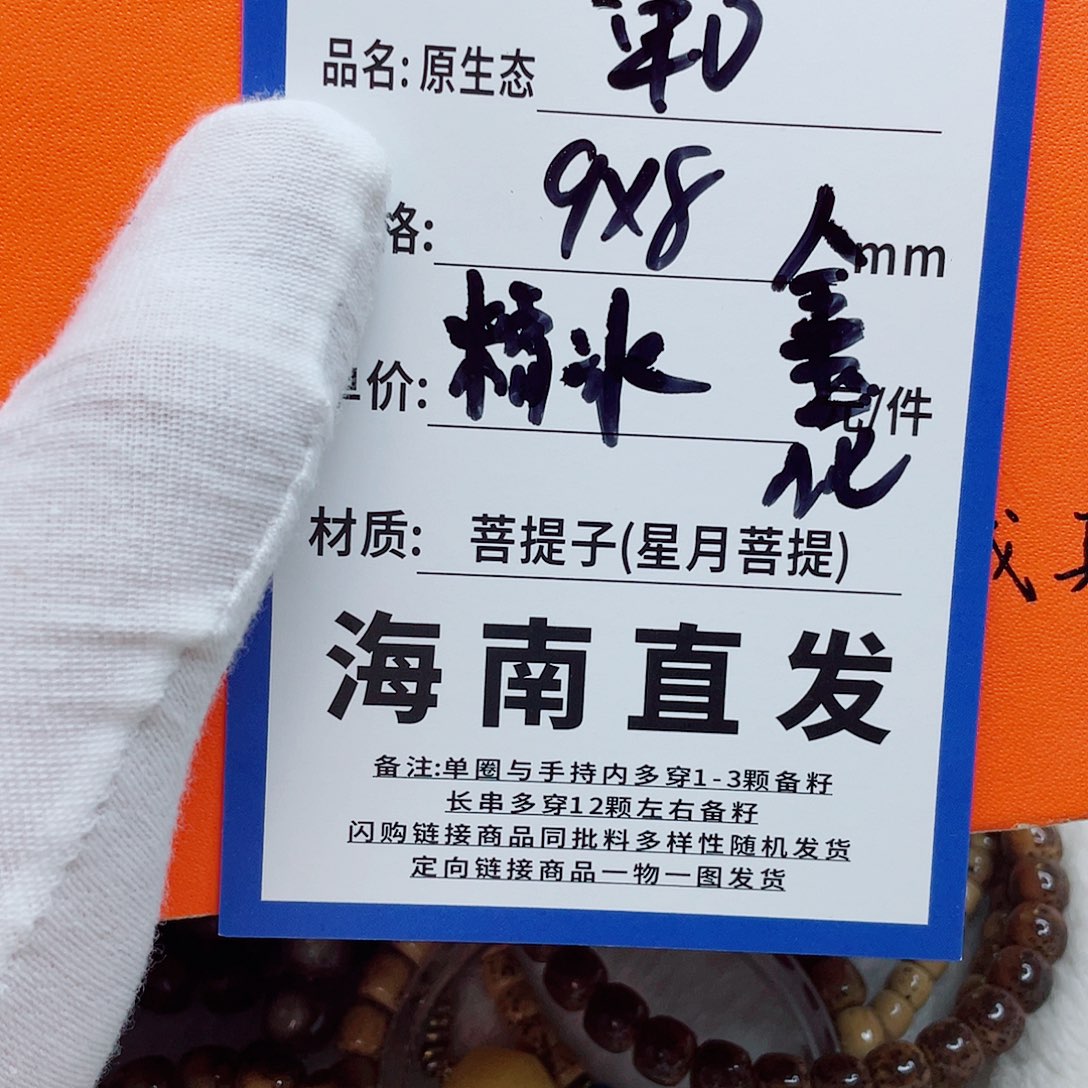 品名: 原生态
格: 9x8 mm
价: 精冰 /件
材质: 菩提子(星月菩提)
海南直发
备注:单圈与手持内多穿1-3颗备籽
长串多穿12颗左右备籽
闪购链接商品同批料多样性随机发货
定向链接商品一物一图发货